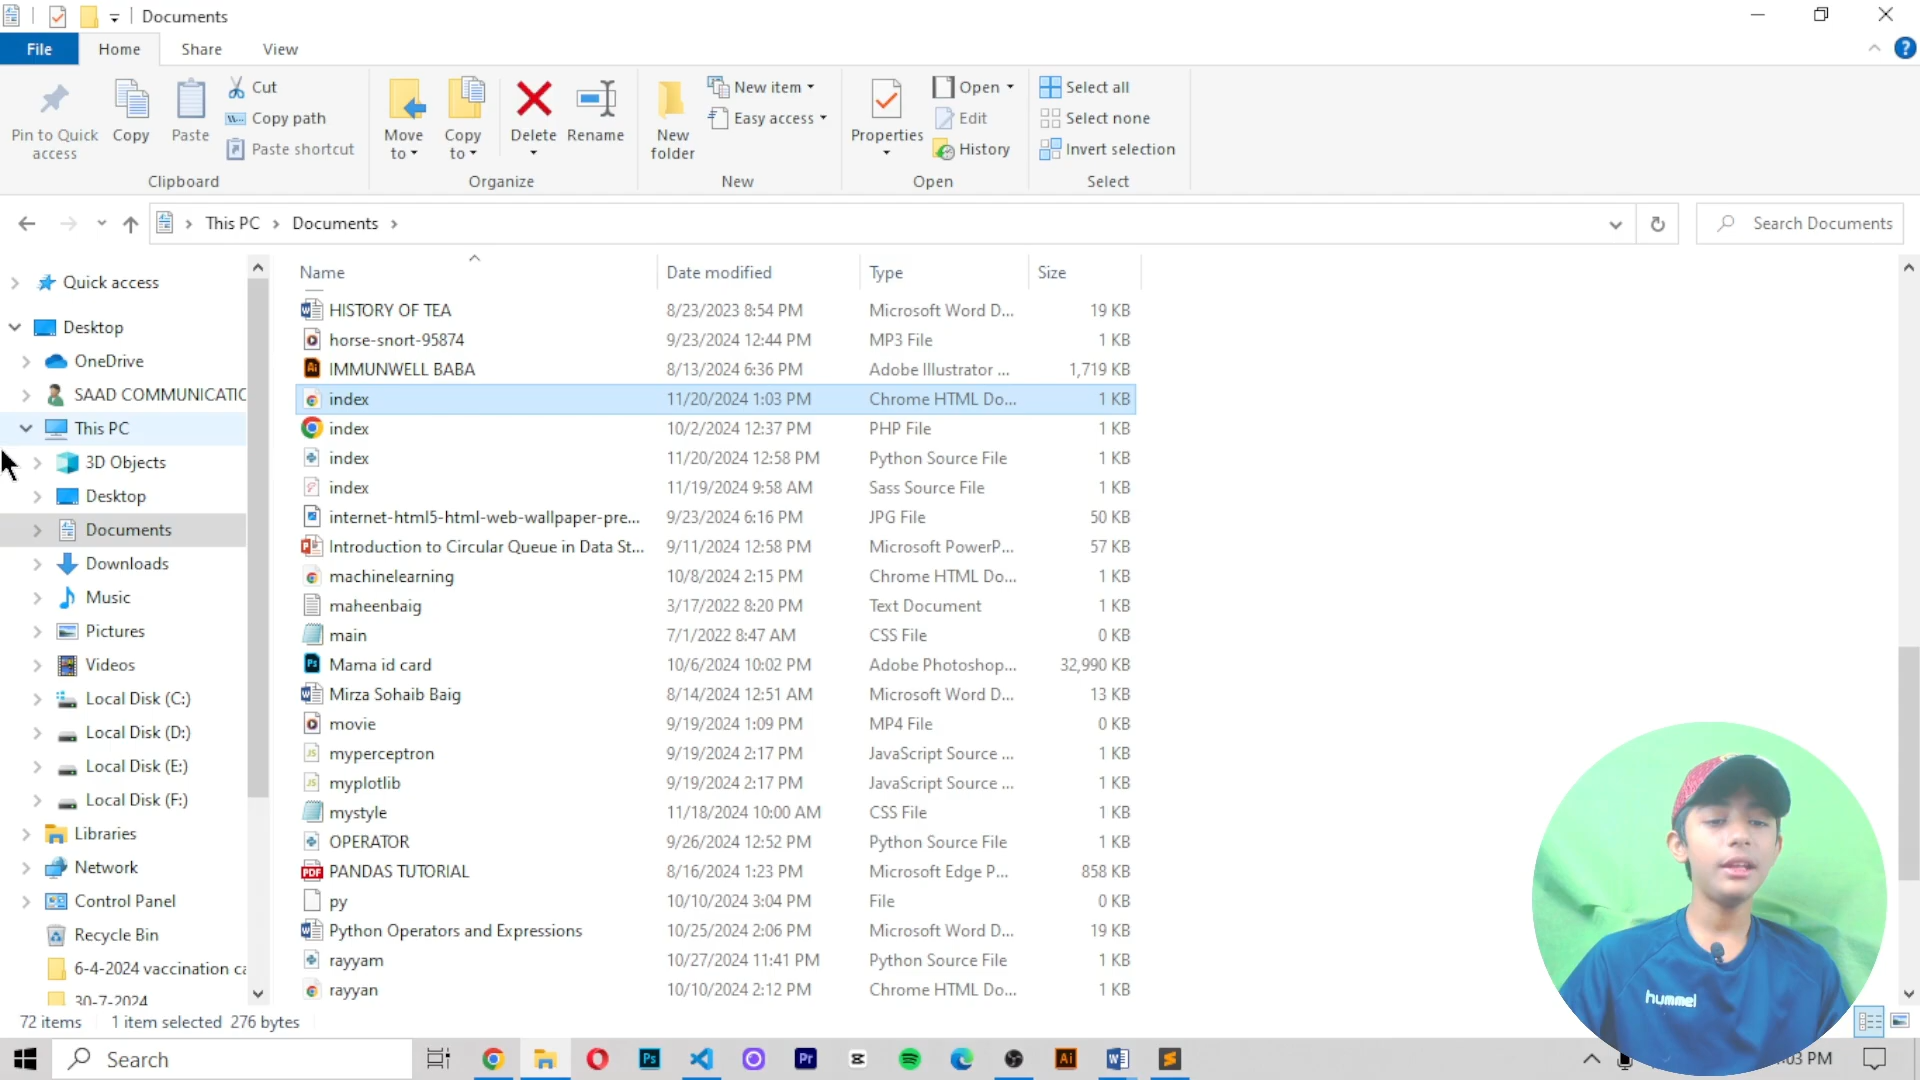 Documents
File Home Share View
Pin to Quick access
Copy
Paste
Cut
Copy path
Paste shortcut
Clipboard
Move to
Copy to
Delete
Rename
Organize
New folder
New item
Easy access
New
Properties
Open
Edit
History
Open
Select all
Select none
Invert selection
Select
This PC Documents
Search Documents
Quick access
Desktop
OneDrive
SAAD COMMUNICATIC
This PC
3D Objects
Desktop
Documents
Downloads
Music
Pictures
Videos
Local Disk (C:)
Local Disk (D:)
Local Disk (E:)
Local Disk (F:)
Libraries
Network
Control Panel
Recycle Bin
6-4-2024 vaccination ca
30-7-2024
Name Date modified Type Size
HISTORY OF TEA 8/23/2023 8:54 PM Microsoft Word D... 19 KB
horse-snort-95874 9/23/2024 12:44 PM MP3 File 1 KB
IMMUNWELL BABA 8/13/2024 6:36 PM Adobe Illustrator ... 1,719 KB
index 11/20/2024 1:03 PM Chrome HTML Do... 1 KB
index 10/2/2024 12:37 PM PHP File 1 KB
index 11/20/2024 12:58 PM Python Source File 1 KB
index 11/19/2024 9:58 AM Sass Source File 1 KB
internet-html5-html-web-wallpaper-pre... 9/23/2024 6:16 PM JPG File 50 KB
Introduction to Circular Queue in Data St... 9/11/2024 12:58 PM Microsoft PowerP... 57 KB
machinelearning 10/8/2024 2:15 PM Chrome HTML Do... 1 KB
maheenbaig 3/17/2022 8:20 PM Text Document 1 KB
main 7/1/2022 8:47 AM CSS File 0 KB
Mama id card 10/6/2024 10:02 PM Adobe Photoshop... 32,990 KB
Mirza Sohaib Baig 8/14/2024 12:51 AM Microsoft Word D... 13 KB
movie 9/19/2024 1:09 PM MP4 File 0 KB
myperceptron 9/19/2024 2:17 PM JavaScript Source ... 1 KB
myplotlib 9/19/2024 2:17 PM JavaScript Source ... 1 KB
mystyle 11/18/2024 10:00 AM CSS File 1 KB
OPERATOR 9/26/2024 12:52 PM Python Source File 1 KB
PANDAS TUTORIAL 8/16/2024 1:23 PM Microsoft Edge P... 858 KB
py 10/10/2024 3:04 PM File 0 KB
Python Operators and Expressions 10/25/2024 2:06 PM Microsoft Word D... 19 KB
rayyam 10/27/2024 11:41 PM Python Source File 1 KB
rayyan 10/10/2024 2:12 PM Chrome HTML Do... 1 KB
hummel
72 items 1 item selected 276 bytes
Search
:03 PM